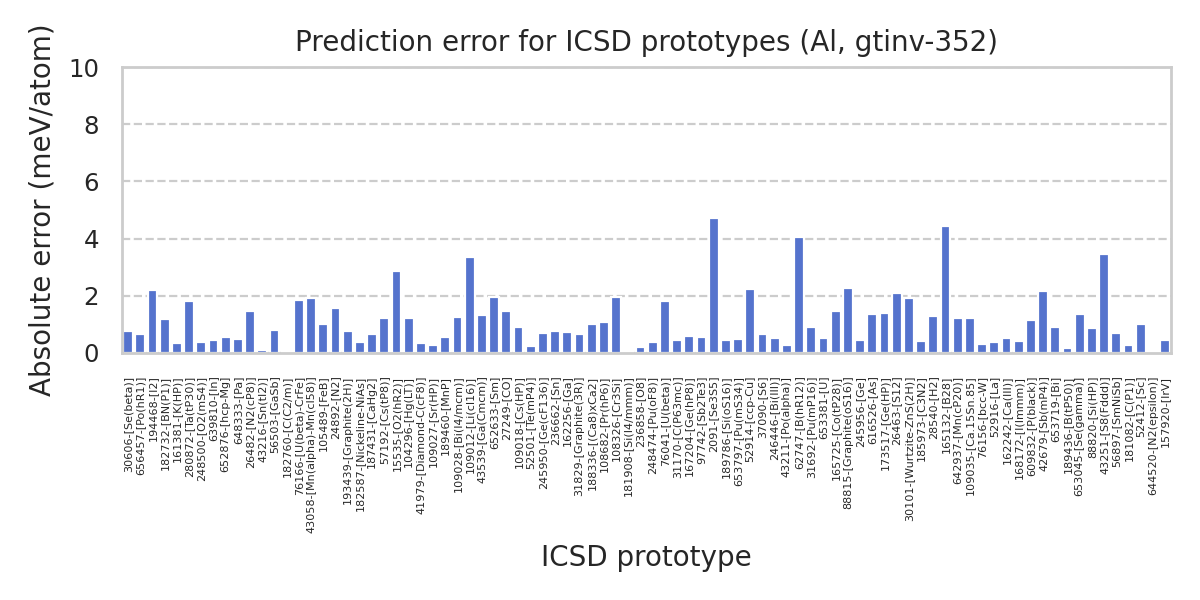 Prediction error for ICSD prototypes (Al, gtinv-352)
Absolute error (meV/atom)
10
8
6
4
2
0
30606-[Se(beta)]
656457-[Po(hR1)]
194468-[I2]
182732-[BN(P1)]
16381-[K(HP)]
280872-[Ta(tP30)]
248500-[O2(mS4)]
639810-[In]
652876-[hcp-Mg]
648333-[Pa]
26482-[N2(cP8)]
43216-[Sn(tI2)]
56503-[GaSb]
182760-[C(C2/m)]
76166-[U(beta)-CrFe]
43058-[Mn(alpha)-Mn(cI58)]
105489-[FeB]
24892-[N2]
193439-[Graphite(2H)]
182587-[Nickeline-NiAs]
187431-[CaHg2]
57192-[Cs(tP8)]
15535-[O2(hR2)]
104296-[Hg(LT)]
41979-[Diamond-C(cF8)]
109027-[Sr(HP)]
189460-[MnP]
109028-[Bi(I4/mcm)]
109012-[Li(cI16)]
43539-[Ga(Cmcm)]
652633-[Sm]
27249-[CO]
109018-[Cs(HP)]
52501-[Te(mP4)]
245950-[Ge(cF136)]
236662-[Sn]
162256-[Ga]
31829-[Graphite(3R)]
188336-[(Ca8)xCa2]
108682-[Pr(hP6)]
108326-[Cr3Si]
181908-[Si(I4/mmm)]
236858-[O8]
248474-[Pu(oF8)]
76041-[U(beta)]
31170-[C(P63mc)]
167204-[Ge(hP8)]
97742-[Sb2Te3]
2091-[Se3S5]
189786-[Si(oS16)]
653797-[Pu(mS34)]
52914-[ccp-Cu]
37090-[S6]
246446-[Bi(III)]
43211-[Po(alpha)]
62747-[B(hR12)]
31692-[Pu(mP16)]
653381-[U]
165725-[Co(tP28)]
88815-[Graphite(oS16)]
245956-[Ge]
616526-[As]
173517-[Ge(HP)]
26463-[S12]
30101-[Wurtzite-ZnS(2H)]
185973-[C3N2]
28540-[H2]
165132-[B28]
642937-[Mn(cP20)]
109035-[Ca.15Sn.85]
76156-[bcc-W]
52916-[La]
162242-[Ca(III)]
168172-[I(Immm)]
609832-[P(black)]
42679-[Sb(mP4)]
653719-[Bi]
189436-[B(tP50)]
653045-[Se(gamma)]
88820-[Si(HP)]
43251-[S8(Fddd)]
56897-[SmNiSb]
181082-[C(P1)]
52412-[Sc]
644520-[N2(epsilon)]
157920-[IrV]
ICSD prototype